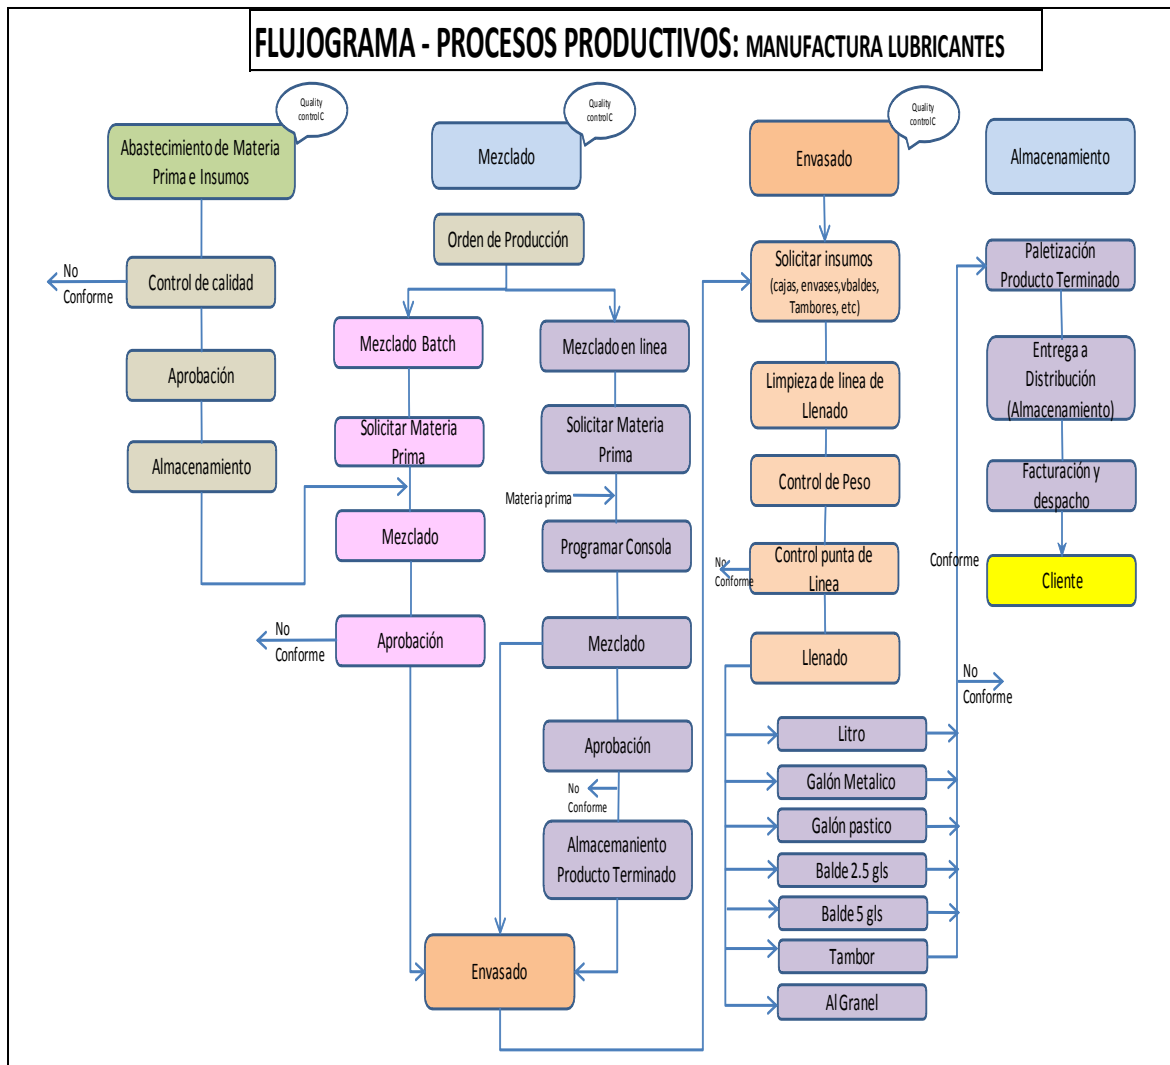 FLUJOGRAMA - PROCESOS PRODUCTIVOS: MANUFACTURA LUBRICANTES
Quality
controlC
Abastecimiento de Materia
Prima e Insumos
No
Conforme
Control de calidad
Aprobación
Almacenamiento
Quality
controlC
Mezclado
Orden de Producción
Mezclado Batch
Solicitar Materia
Prima
Mezclado
No
Conforme
Aprobación
Mezclado en linea
Solicitar Materia
Prima
Materia prima
Programar Consola
Mezclado
Aprobación
No
Conforme
Almacemaniento
Producto Terminado
Envasado
Quality
controlC
Envasado
Solicitar insumos
(cajas, envases,vbaldes,
Tambores, etc)
Limpieza de linea de
Llenado
Control de Peso
No
Conforme
Control punta de
Linea
Llenado
Litro
Galón Metalico
Galón pastico
Balde 2.5 gls
Balde 5 gls
Tambor
Al Granel
Almacenamiento
Paletización
Producto Terminado
Entrega a
Distribución
(Almacenamiento)
Facturación y
despacho
Conforme
Cliente
No
Conforme